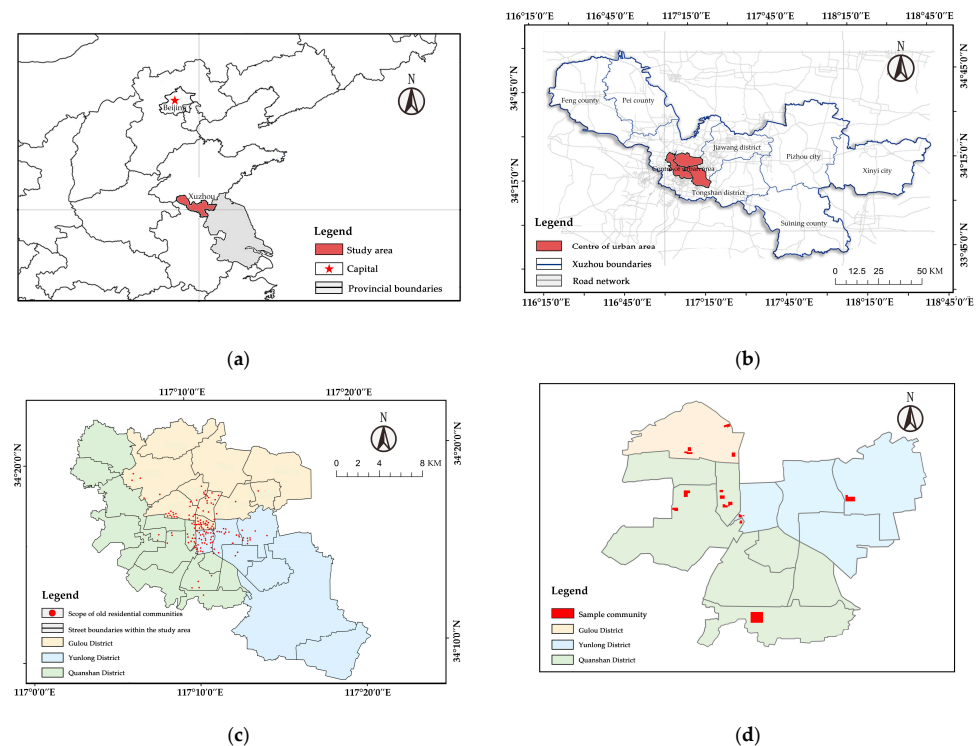 N
Beijing
Xuzhou
Legend
Study area
Capital
Provincial boundaries
(a)
116°15′0″E 116°45′0″E 117°15′0″E 117°45′0″E 118°15′0″E 118°45′0″E
34°45′0″N
34°15′0″N
N
34°45′0″N
34°15′0″N
33°45′0″N
Feng county
Pei county
Jiawang district
Pizhou city
Xinyi city
Tongshan district
Suining county
Legend
Centre of urban area
Xuzhou boundaries
Road network
0 12.5 25 50 KM
116°15′0″E 116°45′0″E 117°15′0″E 117°45′0″E 118°15′0″E 118°45′0″E
(b)
117°10′0″E 117°20′0″E
34°20′0″N
N
0 2 4 8 KM
34°20′0″N
34°10′0″N
Legend
Scope of old residential communities
Street boundaries within the study area
Gulou District
Yunlong District
Quanshan District
117°0′0″E 117°10′0″E 117°20′0″E
(c)
N
Legend
Sample community
Gulou District
Yunlong District
Quanshan District
(d)